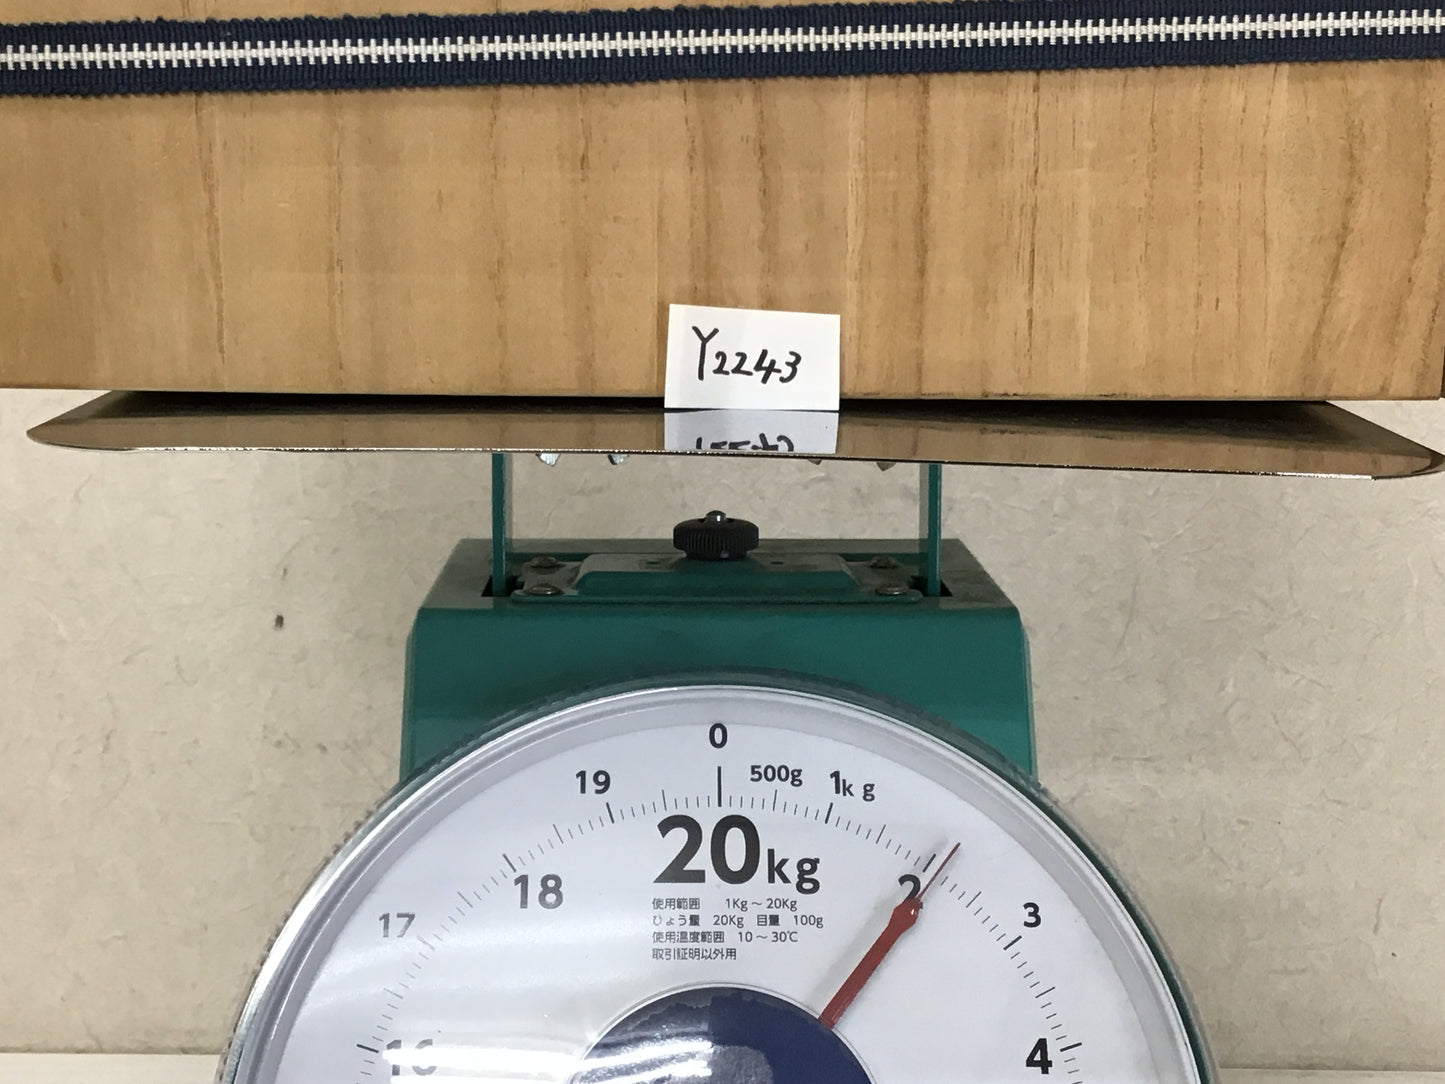 Y2243
0
19
500g
1kg
20kg
18
2
17
3
使用範囲 1Kg～20Kg
ひょう量 20Kg 目量 100g
使用温度範囲 10～30℃
取引証明以外用
16
4